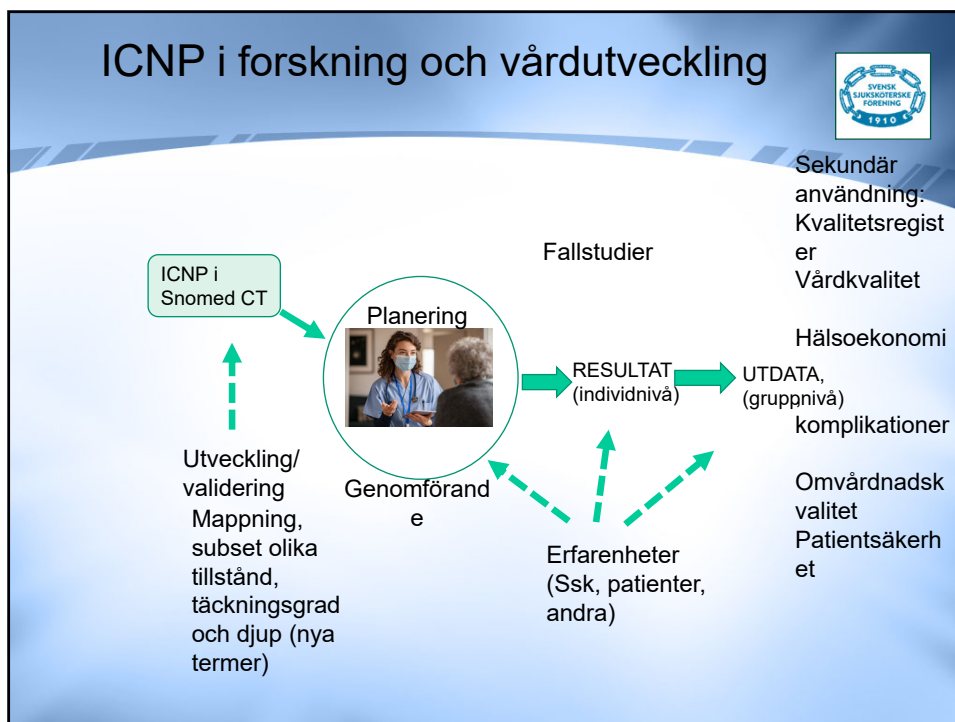 ICNP i forskning och vårdutveckling
SVENSK
SJUKSKÖTERSKE
FÖRENING
1910
ICNP i
Snomed CT
Utveckling/
validering
Mappning,
subset olika
tillstånd,
täckningsgrad
och djup (nya
termer)
Planering
Genomförand
e
Fallstudier
RESULTAT
(individnivå)
Erfarenheter
(Ssk, patienter,
andra)
UTDATA,
(gruppnivå)
Sekundär
användning:
Kvalitetsregist
er
Vårdkvalitet
Hälsoekonomi
komplikationer
Omvårdnadsk
valitet
Patientsäkerh
et